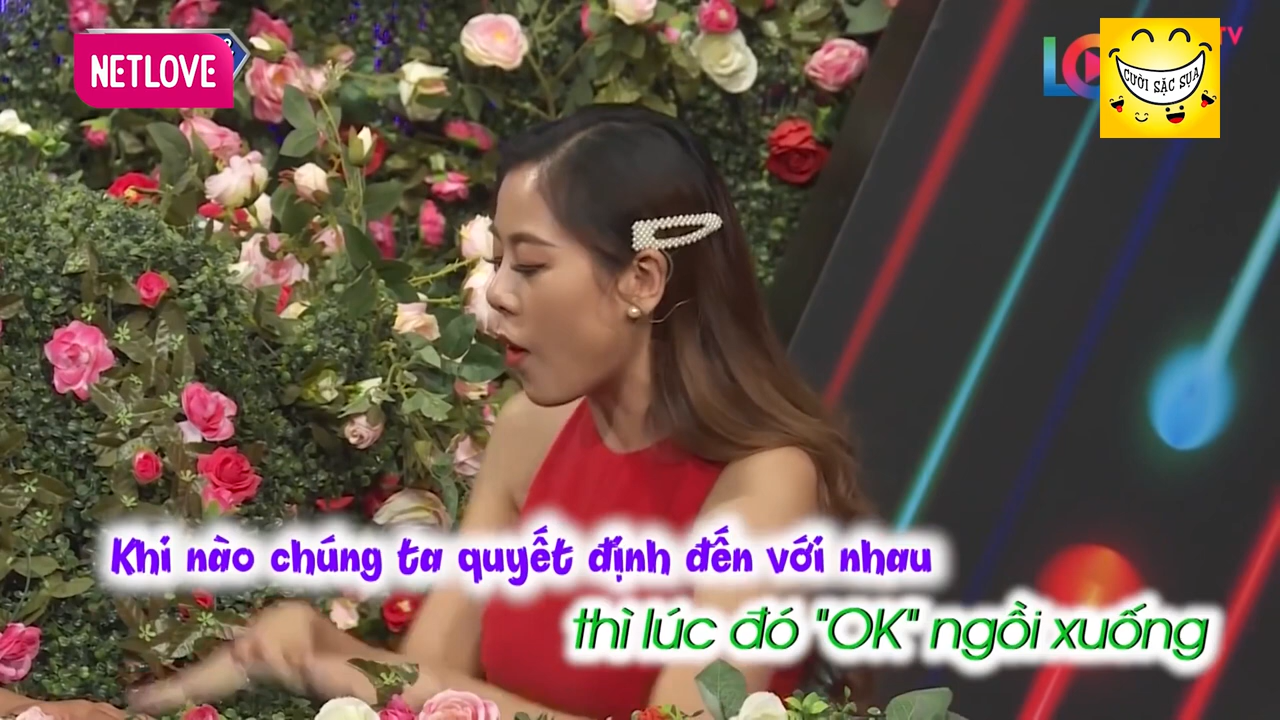 NETLOVE
TV
CƯỜI SẶC SỤA
Khi nào chúng ta quyết định đến với nhau
thì lúc đó "OK" ngồi xuống